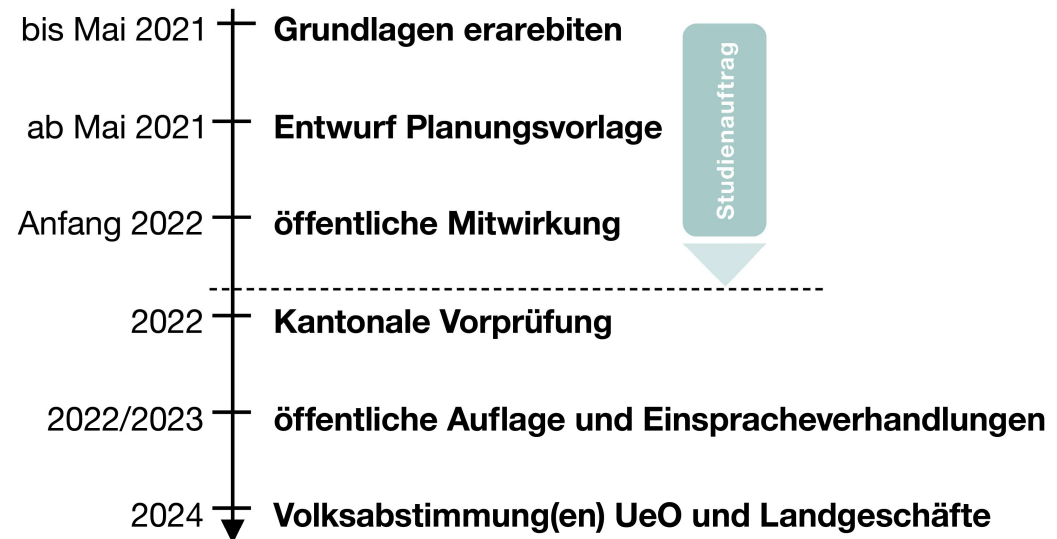 bis Mai 2021 Grundlagen erarebiten
ab Mai 2021 Entwurf Planungsvorlage
Anfang 2022 öffentliche Mitwirkung
Studienauftrag
2022 Kantonale Vorprüfung
2022/2023 öffentliche Auflage und Einspracheverhandlungen
2024 Volksabstimmung(en) UeO und Landgeschäfte